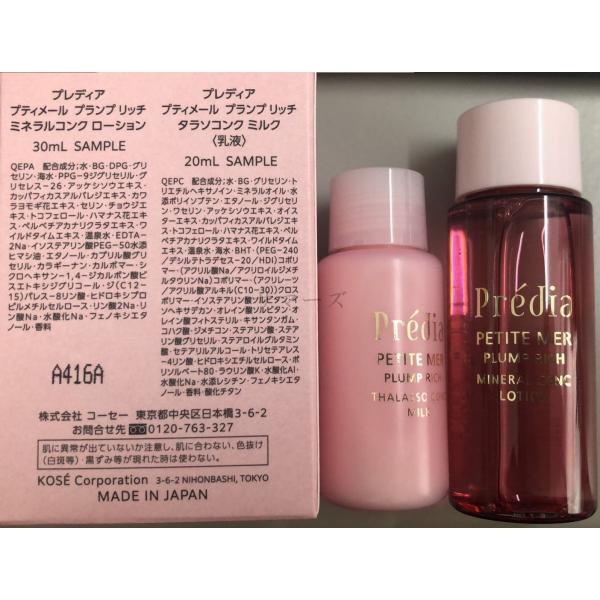 プレディア
プティメール プランプ リッチ
ミネラルコンク ローション
30mL SAMPLE
QEPA 配合成分;水・BG・DPG・グリ
セリン・海水・PPG-9ジグリセリル・グ
リセレス-26・アッケシソウエキス・
カッパフィカスアルバレジエキス・カワ
ラヨモギ花エキス・セリン・チョウジエキ
ス・トコフェロール・ハマナス花エキ
ス・ペルベチアカナリクラタエキス・ワ
イルドタイムエキス・温泉水・EDTA-
2Na・イソステアリン酸PEG-50水添
ヒマシ油・エタノール・カプリル酸グリ
セリル・カラギーナン・カルボマー・シ
クロヘキサン-1,4-ジカルボン酸ビ
スエトキシジグリコール・ジ(C12-
15)パレス-8リン酸・ヒドロキシプロ
ピルメチルセルロース・リン酸2Na・リ
ン酸Na・水酸化Na・フェノキシエタ
ノール・香料
A416A
プレディア
プティメール プランプ リッチ
タラソコンク ミルク
〈乳液〉
20mL SAMPLE
QEPC 配合成分;水・BG・グリセリン・ト
リエチルヘキサノイン・ミネラルオイル・水
添ポリイソブテン・エタノール・ジグリセリ
ン・ワセリン・アッケシソウエキス・オイス
ターエキス・カッパフィカスアルバレジエキ
ス・トコフェロール・ハマナス花エキス・ペル
ベチアカナリクラタエキス・ワイルドタイム
エキス・温泉水・海水・BHT・(PEG-240
/デシルテトラデセス-20/HDI)コポリ
マー・(アクリル酸Na/アクリロイルジメチ
ルタウリンNa)コポリマー・(アクリレーツ
/アクリル酸アルキル(C10-30))クロス
ポリマー・イソステアリン酸ソルビタン・
ソヘキサデカン・オレイン酸ソルビタン・オ
レイン酸フィトステリル・キサンタンガム・
コハク酸・ジメチコン・ステアリン酸・ステア
リン酸グリセリル・ステアロイルグルタミン
酸・セテアリルアルコール・トリセテアレス
-4リン酸・ヒドロキシエチルセルロース・ポ
リソルベート80・ラウリン酸K・水酸化Al・
水酸化Na・水添レシチン・フェノキシエタ
ノール・香料・酸化チタン
株式会社 コーセー 東京都中央区日本橋3-6-2
お問合せ先 0120-763-327
肌に異常が出ていないか注意し、肌に合わない、色抜け
(白斑等)・黒ずみ等が現れた時は使わない。
KOSÉ Corporation 3-6-2 NIHONBASHI, TOKYO
MADE IN JAPAN
Prédia
PETITE MER
PLUMP RICH
THALASSO CONC
MILK
Prédia
PETITE MER
PLUMP RICH
MINERAL CONC
LOTION